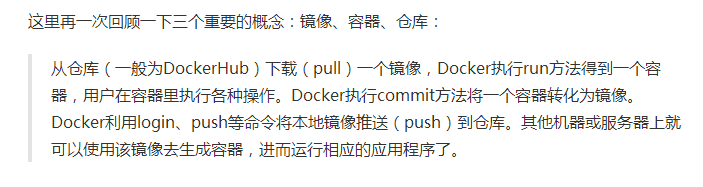 这里再一次回顾一下三个重要的概念：镜像、容器、仓库：
从仓库（一般为DockerHub）下载（pull）一个镜像，Docker执行run方法得到一个容
器，用户在容器里执行各种操作。Docker执行commit方法将一个容器转化为镜像。
Docker利用login、push等命令将本地镜像推送（push）到仓库。其他机器或服务器上就
可以使用该镜像去生成容器，进而运行相应的应用程序了。